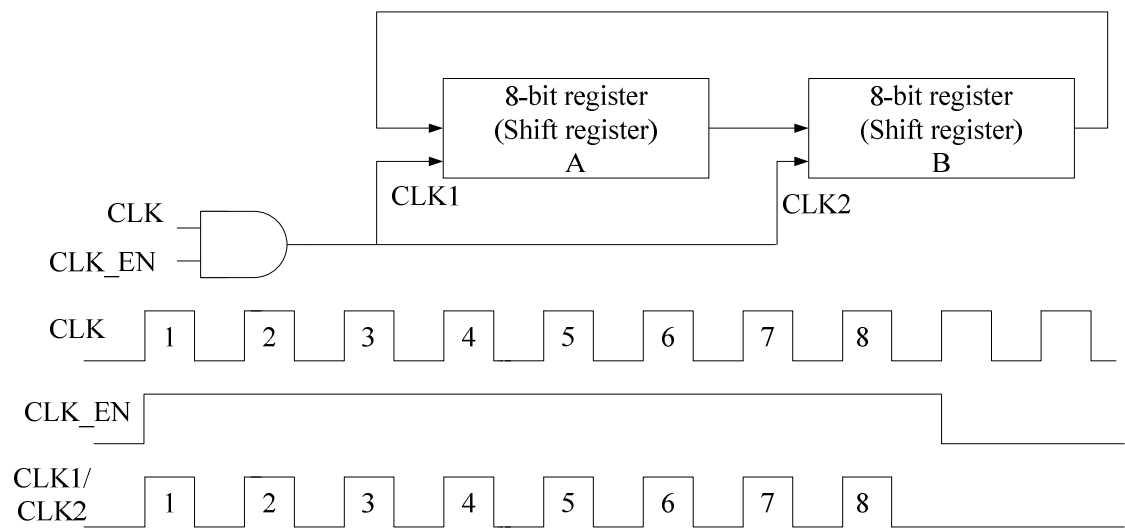 8-bit register
(Shift register)
A
8-bit register
(Shift register)
B
CLK1
CLK2
CLK
CLK_EN
CLK
1 2 3 4 5 6 7 8
CLK_EN
CLK1/
CLK2
1 2 3 4 5 6 7 8